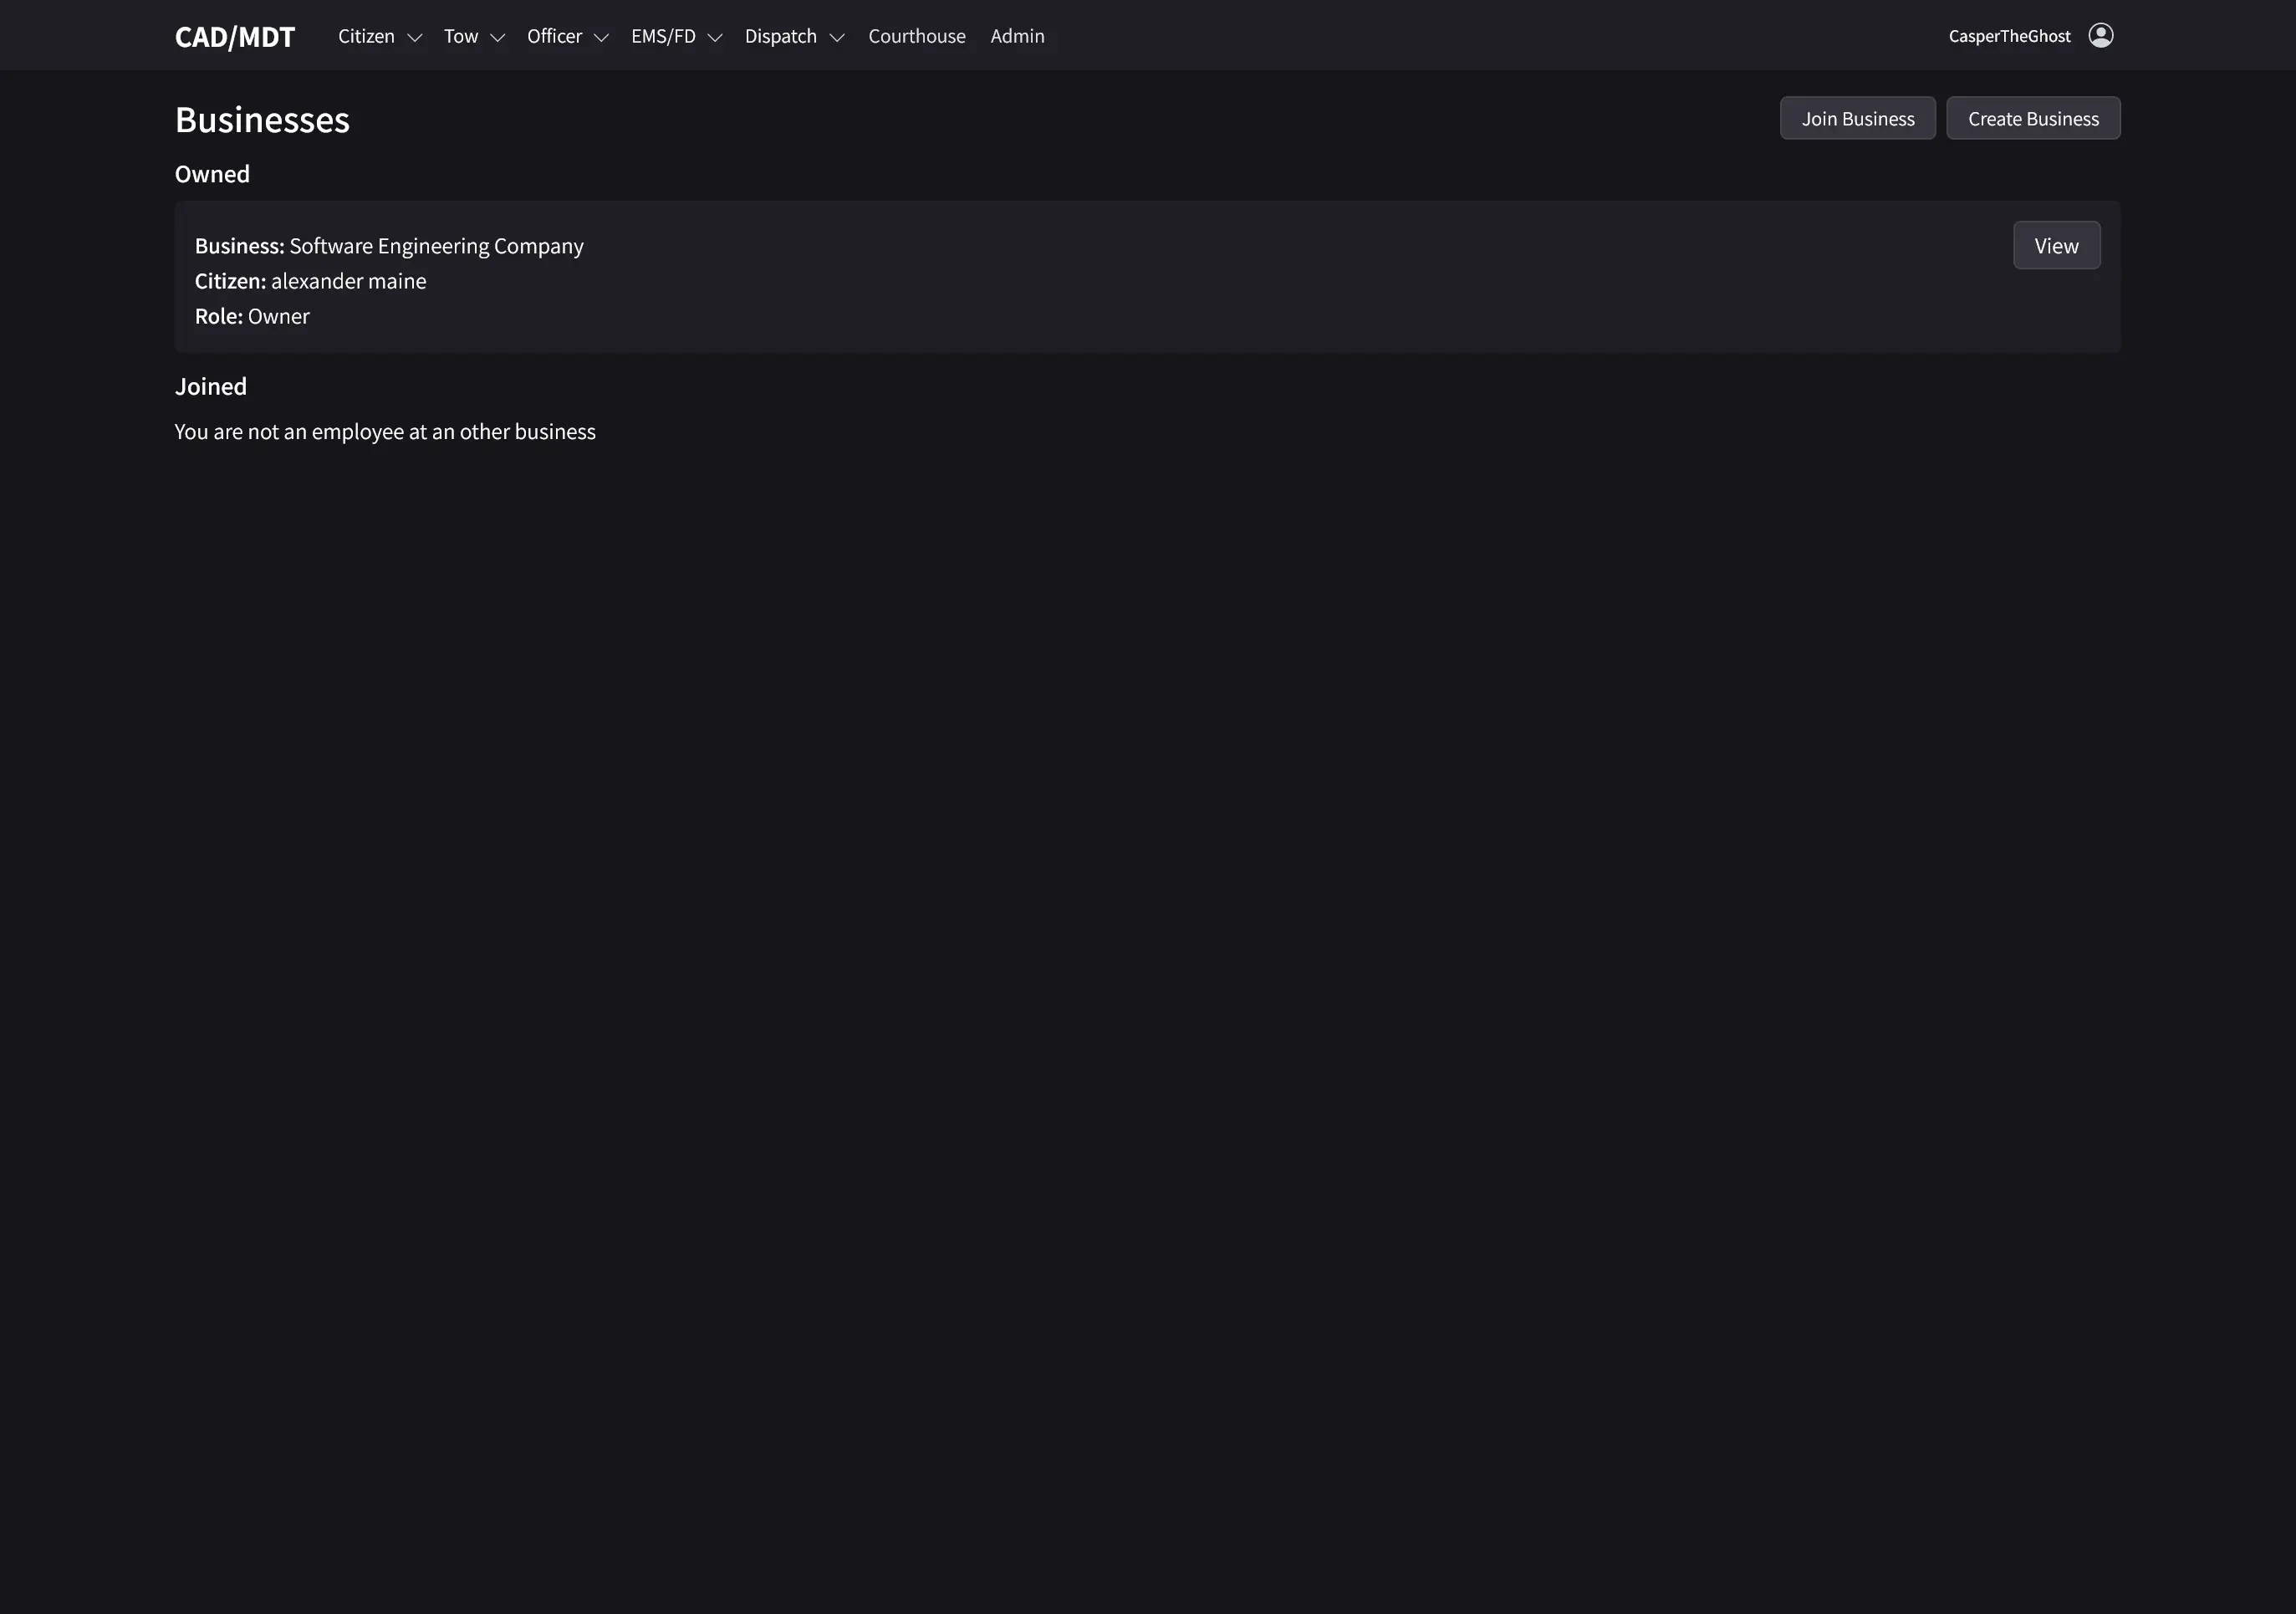 CAD/MDT Citizen Tow Officer EMS/FD Dispatch Courthouse Admin CasperTheGhost
Businesses Join Business Create Business
Owned
Business: Software Engineering Company View
Citizen: alexander maine
Role: Owner
Joined
You are not an employee at an other business